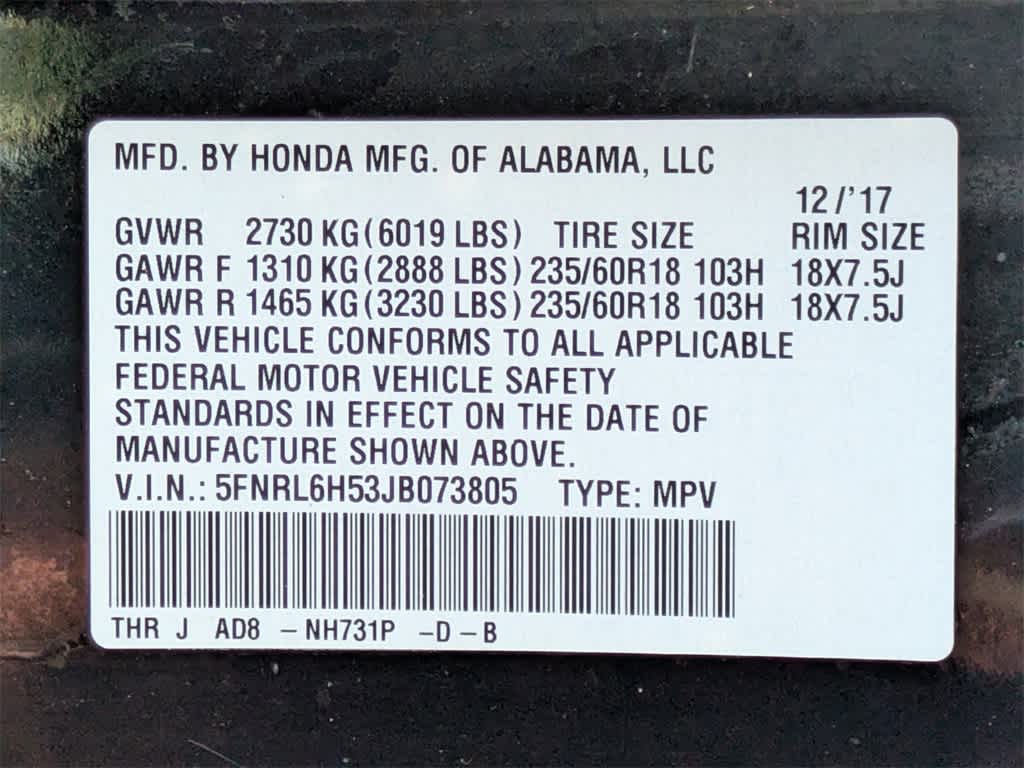 MFD. BY HONDA MFG. OF ALABAMA, LLC
12/'17
GVWR 2730 KG(6019 LBS) TIRE SIZE RIM SIZE
GAWR F 1310 KG(2888 LBS) 235/60R18 103H 18X7.5J
GAWR R 1465 KG(3230 LBS) 235/60R18 103H 18X7.5J
THIS VEHICLE CONFORMS TO ALL APPLICABLE
FEDERAL MOTOR VEHICLE SAFETY
STANDARDS IN EFFECT ON THE DATE OF
MANUFACTURE SHOWN ABOVE.
V.I.N.: 5FNRL6H53JB073805 TYPE: MPV
THR J AD8 - NH731P -D - B